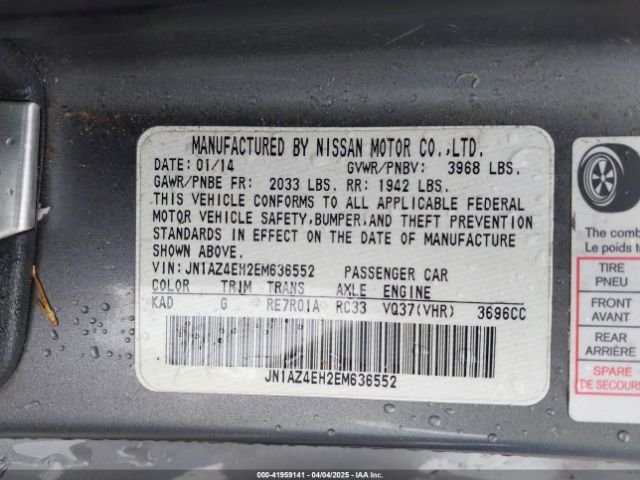 MANUFACTURED BY NISSAN MOTOR CO.,LTD.
DATE: 01/14 GVWR/PNBV: 3968 LBS.
GAWR/PNBE FR: 2033 LBS. RR: 1942 LBS.
THIS VEHICLE CONFORMS TO ALL APPLICABLE FEDERAL
MOTOR VEHICLE SAFETY,BUMPER,AND THEFT PREVENTION
STANDARDS IN EFFECT ON THE DATE OF MANUFACTURE
SHOWN ABOVE.
VIN: JN1AZ4EH2EM636552 PASSENGER CAR
COLOR TRIM TRANS AXLE ENGINE
KAD G RE7R01A RC33 VQ37(VHR) 3696CC
JN1AZ4EH2EM636552
The comb
Le poids to
TIRE
PNEU
FRONT
AVANT
REAR
ARRIÈRE
SPARE
DE SECOURS
000-41959141 - 04/04/2025 - IAA Inc.